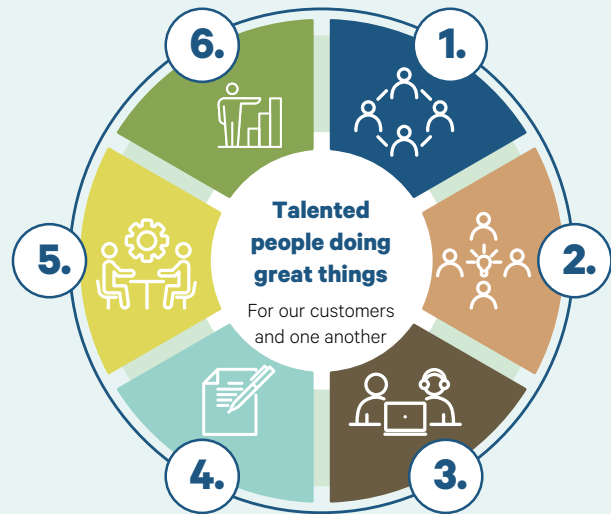 1.
2.
3.
4.
5.
6.
Talented
people doing
great things
For our customers
and one another